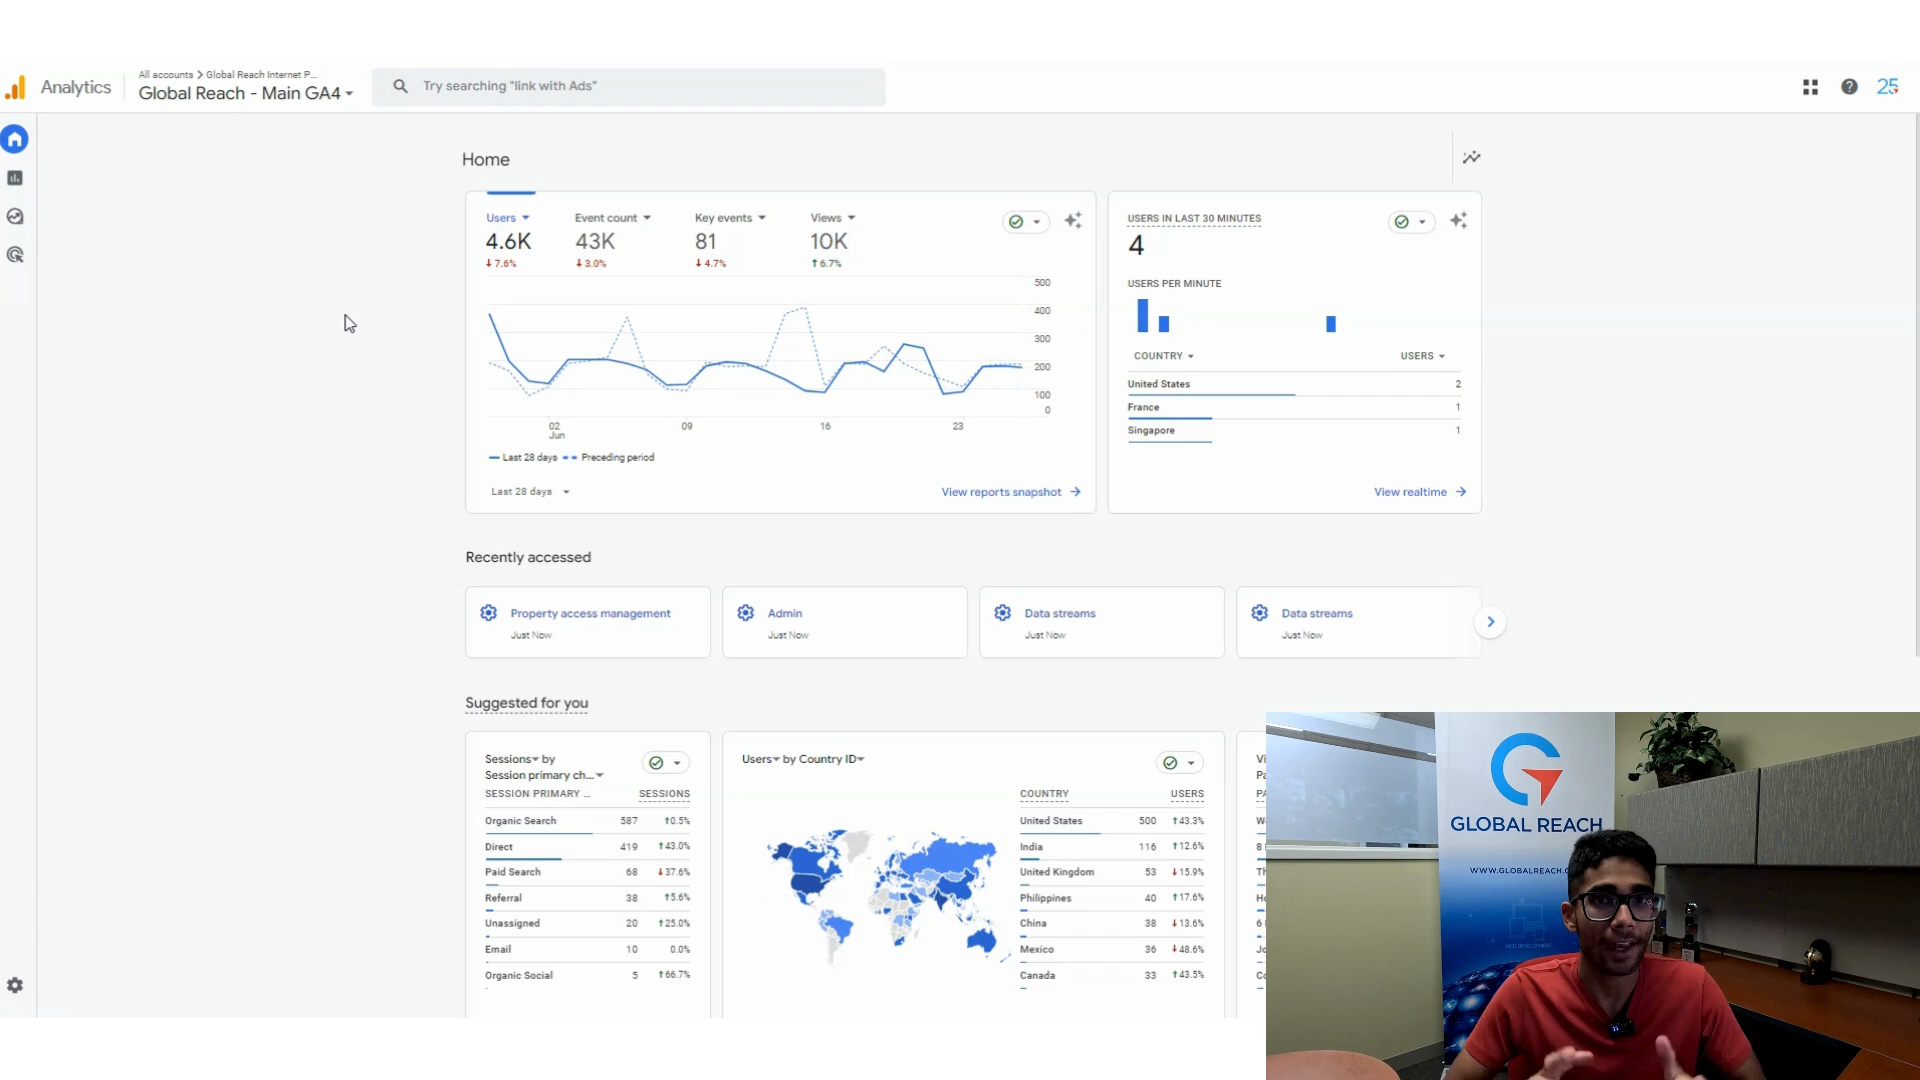 Analytics
All accounts > Global Reach Internet P...
Global Reach - Main GA4
Try searching "link with Ads"
25
Home
Users
Event count
Key events
Views
4.6K
43K
81
10K
7.6%
3.0%
4.7%
6.7%
500
400
300
200
100
0
02
Jun
09
16
23
Last 28 days
Preceding period
Last 28 days
View reports snapshot
USERS IN LAST 30 MINUTES
4
USERS PER MINUTE
COUNTRY
USERS
United States 2
France 1
Singapore 1
View realtime
Recently accessed
Property access management
Just Now
Admin
Just Now
Data streams
Just Now
Data streams
Just Now
Suggested for you
Sessions by
Session primary ch...
SESSION PRIMARY ... SESSIONS
Organic Search 587 0.5%
Direct 419 43.0%
Paid Search 68 37.6%
Referral 38 5.6%
Unassigned 20 25.0%
Email 10 0.0%
Organic Social 5 66.7%
Users by Country ID
COUNTRY USERS
United States 500 43.3%
India 116 12.6%
United Kingdom 53 15.9%
Philippines 40 17.6%
China 38 13.6%
Mexico 36 48.6%
Canada 33 43.5%
GLOBAL REACH
WWW.GLOBALREACH.
WEB DEVELOPMENT